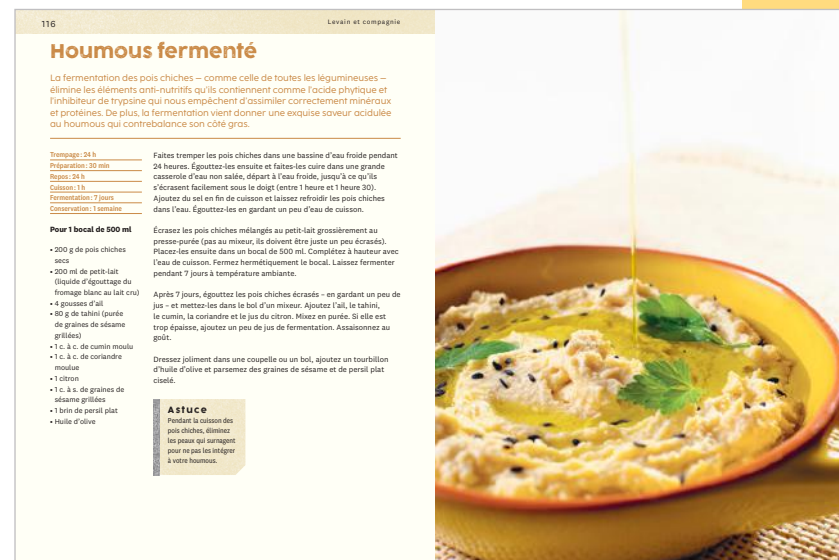 116
Levain et compagnie
Houmous fermenté
La fermentation des pois chiches – comme celle de toutes les légumineuses –
élimine les éléments anti-nutritifs qu'ils contiennent comme l'acide phytique et
l'inhibiteur de trypsine qui nous empêchent d'assimiler correctement minéraux
et protéines. De plus, la fermentation vient donner une exquise saveur acidulée
au houmous qui contrebalance son côté gras.
Trempage : 24 h
Préparation : 30 min
Repos : 24 h
Cuisson : 1 h
Fermentation : 7 jours
Conservation : 1 semaine
Pour 1 bocal de 500 ml
• 200 g de pois chiches
secs
• 200 ml de petit-lait
(liquide d'égouttage du
fromage blanc au lait cru)
• 4 gousses d'ail
• 80 g de tahini (purée
de graines de sésame
grillées)
• 1 c. à c. de cumin moulu
• 1 c. à c. de coriandre
moulue
• 1 citron
• 1 c. à s. de graines de
sésame grillées
• 1 brin de persil plat
• Huile d'olive
Faites tremper les pois chiches dans une bassine d'eau froide pendant
24 heures. Égouttez-les ensuite et faites-les cuire dans une grande
casserole d'eau non salée, départ à l'eau froide, jusqu'à ce qu'ils
s'écrasent facilement sous le doigt (entre 1 heure et 1 heure 30).
Ajoutez du sel en fin de cuisson et laissez refroidir les pois chiches
dans l'eau. Égouttez-les en gardant un peu d'eau de cuisson.
Écrasez les pois chiches mélangés au petit-lait grossièrement au
presse-purée (pas au mixeur, ils doivent être juste un peu écrasés).
Placez-les ensuite dans un bocal de 500 ml. Complétez à hauteur avec
l'eau de cuisson. Fermez hermétiquement le bocal. Laissez fermenter
pendant 7 jours à température ambiante.
Après 7 jours, égouttez les pois chiches écrasés – en gardant un peu de
jus – et mettez-les dans le bol d'un mixeur. Ajoutez l'ail, le tahini,
le cumin, la coriandre et le jus du citron. Mixez en purée. Si elle est
trop épaisse, ajoutez un peu de jus de fermentation. Assaisonnez au
goût.
Dressez joliment dans une coupelle ou un bol, ajoutez un tourbillon
d'huile d'olive et parsemez des graines de sésame et de persil plat
ciselé.
Astuce
Pendant la cuisson des
pois chiches, éliminez
les peaux qui surnagent
pour ne pas les intégrer
à votre houmous.